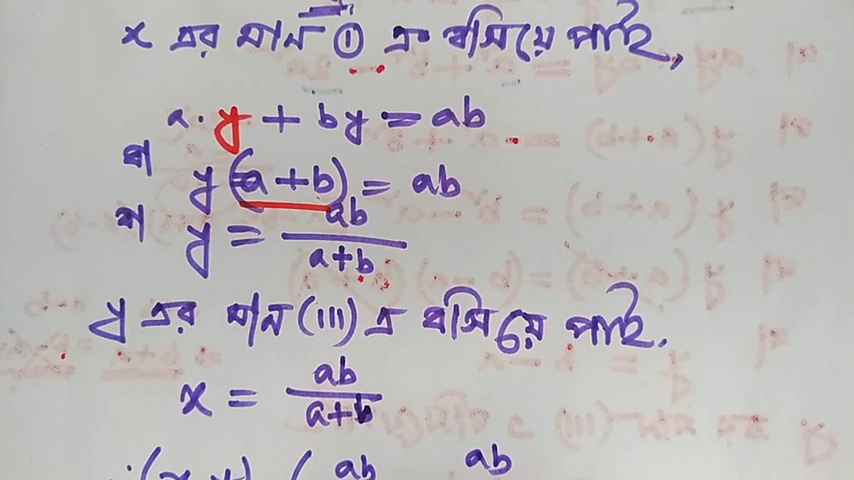 x এর মান ① এ বসিয়ে পাই,
a. y + by = ab
বা y(a+b) = ab
বা y = ab/a+b
y এর মান (III) এ বসিয়ে পাই.
x = ab/a+b